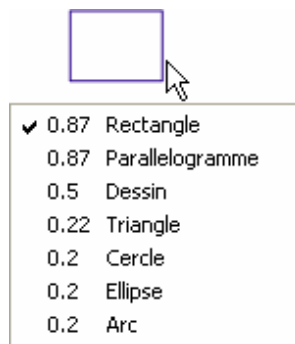 ✔ 0.87 Rectangle
0.87 Parallelogramme
0.5 Dessin
0.22 Triangle
0.2 Cercle
0.2 Ellipse
0.2 Arc